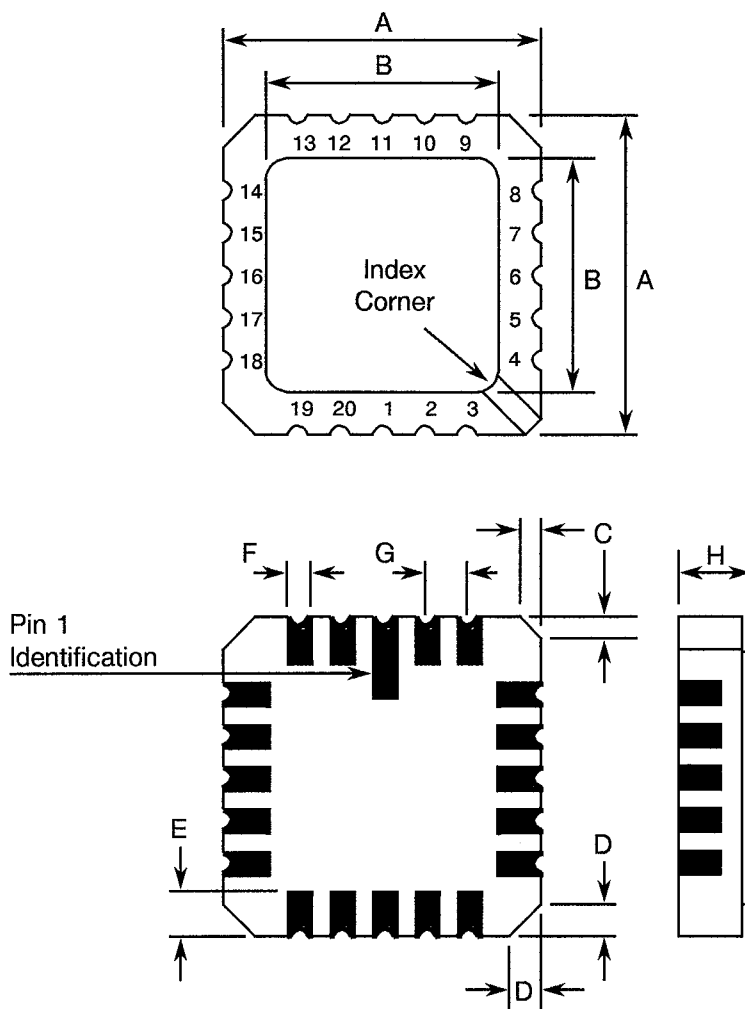 A
B
13 12 11 10 9
14 8
15 7
Index
Corner
16 6
B A
17 5
18 4
19 20 1 2 3
C
F G H
Pin 1
Identification
E
D
D